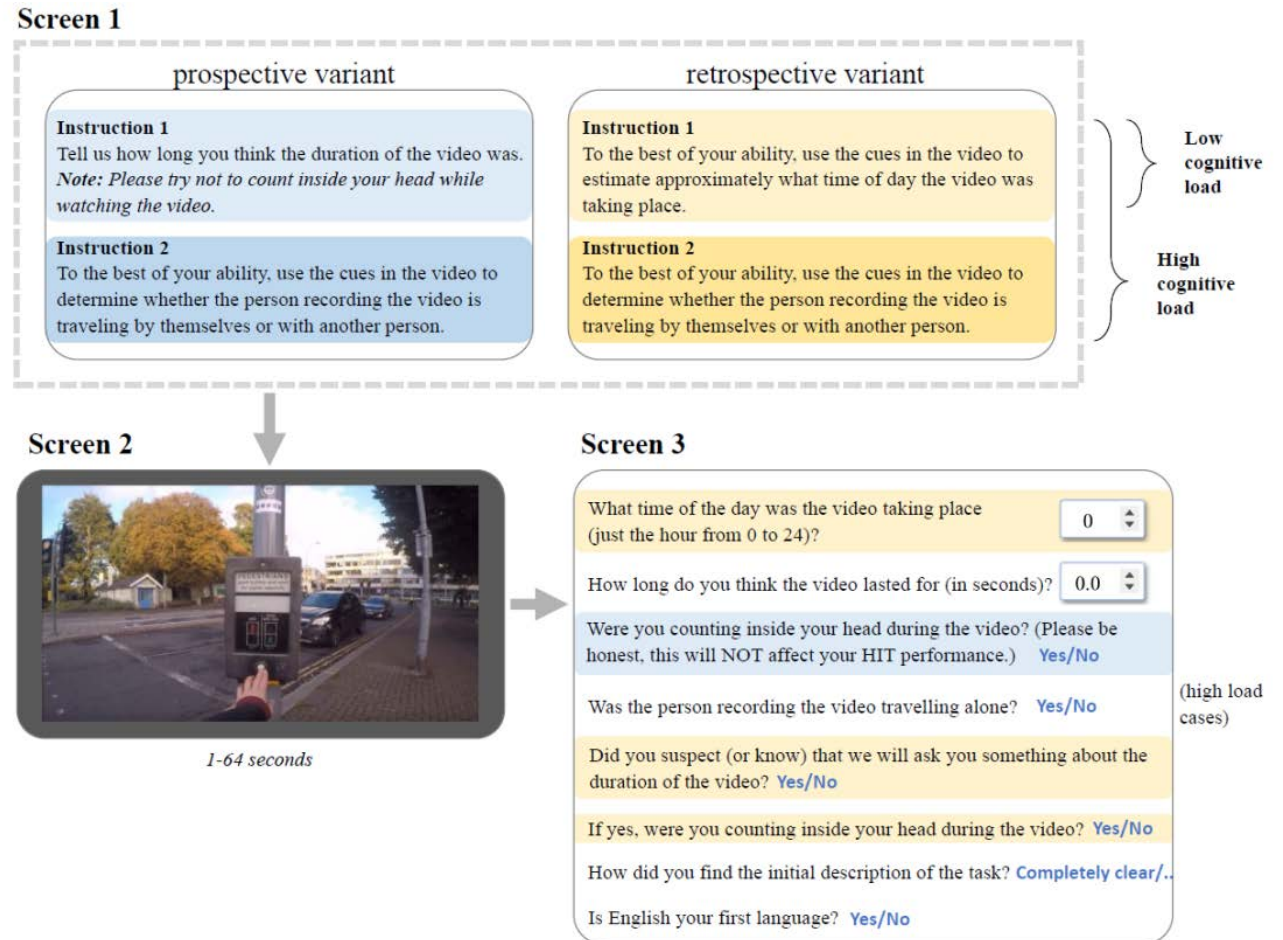 Screen 1
prospective variant
Instruction 1
Tell us how long you think the duration of the video was.
Note: Please try not to count inside your head while
watching the video.
Instruction 2
To the best of your ability, use the cues in the video to
determine whether the person recording the video is
traveling by themselves or with another person.
retrospective variant
Instruction 1
To the best of your ability, use the cues in the video to
estimate approximately what time of day the video was
taking place.
Instruction 2
To the best of your ability, use the cues in the video to
determine whether the person recording the video is
traveling by themselves or with another person.
Low
cognitive
load
High
cognitive
load
Screen 2
PEDESTRIANS
1-64 seconds
Screen 3
What time of the day was the video taking place
(just the hour from 0 to 24)?
0
How long do you think the video lasted for (in seconds)?
0.0
Were you counting inside your head during the video? (Please be
honest, this will NOT affect your HIT performance.) Yes/No
Was the person recording the video travelling alone? Yes/No
(high load
cases)
Did you suspect (or know) that we will ask you something about the
duration of the video? Yes/No
If yes, were you counting inside your head during the video? Yes/No
How did you find the initial description of the task? Completely clear/..
Is English your first language? Yes/No